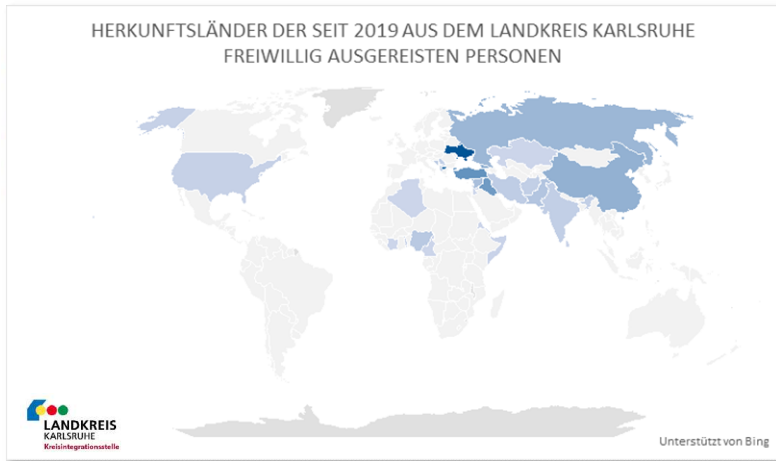 HERKUNFTSLÄNDER DER SEIT 2019 AUS DEM LANDKREIS KARLSRUHE
FREIWILLIG AUSGEREISTEN PERSONEN
LANDKREIS
KARLSRUHE
Kreisintegrationsstelle
Unterstützt von Bing